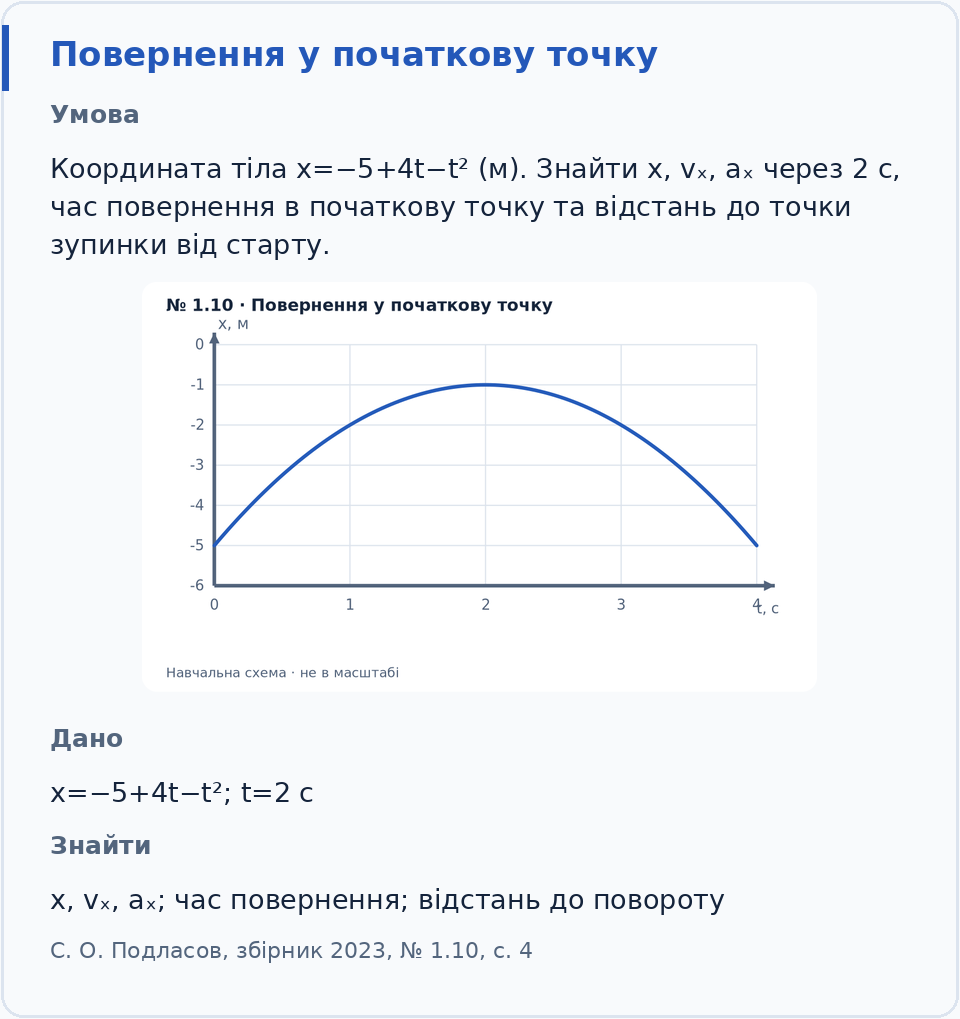 Повернення у початкову точку
Умова
Координата тіла x=−5+4t−t² (м). Знайти x, vₓ, aₓ через 2 с,
час повернення в початкову точку та відстань до точки
зупинки від старту.
№ 1.10 · Повернення у початкову точку
x, м
0
-1
-2
-3
-4
-5
-6
0 1 2 3 4
t, с
Навчальна схема · не в масштабі
Дано
x=−5+4t−t²; t=2 с
Знайти
x, vₓ, aₓ; час повернення; відстань до повороту
С. О. Подласов, збірник 2023, № 1.10, с. 4